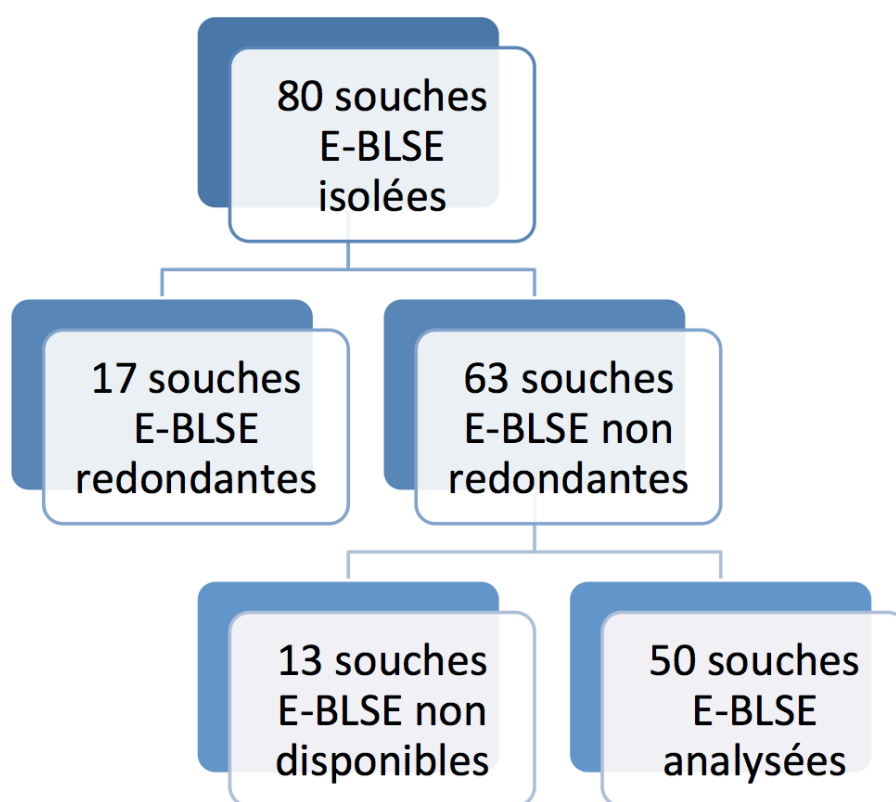 80 souches
E-BLSE
isolées
17 souches
E-BLSE
redondantes
63 souches
E-BLSE non
redondantes
13 souches
E-BLSE non
disponibles
50 souches
E-BLSE
analysées